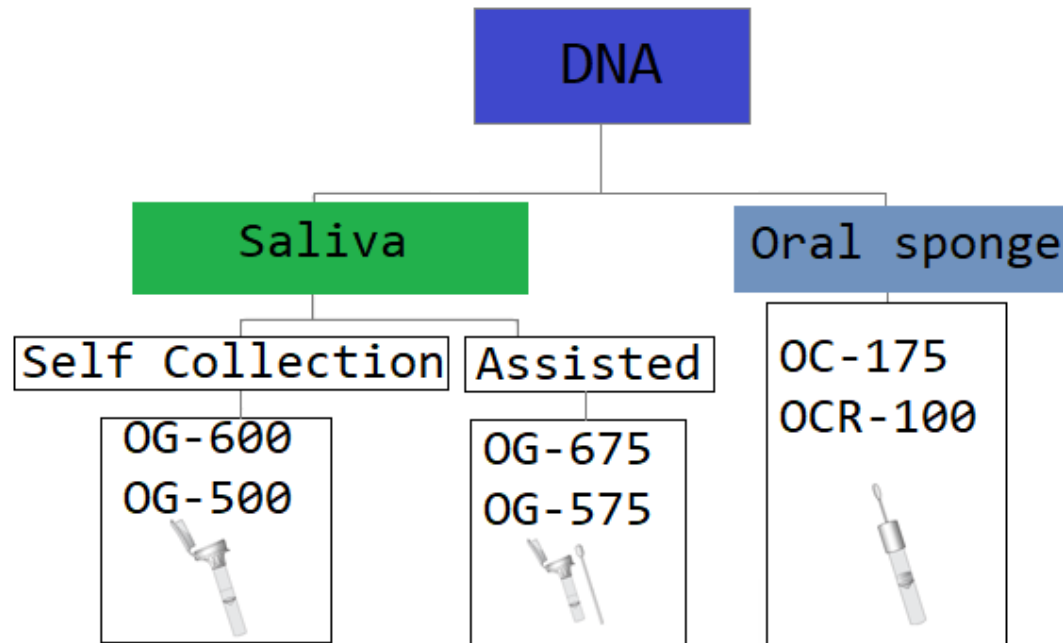 DNA
Saliva
Oral sponge
Self Collection
Assisted
OG-600
OG-500
OG-675
OG-575
OC-175
OCR-100